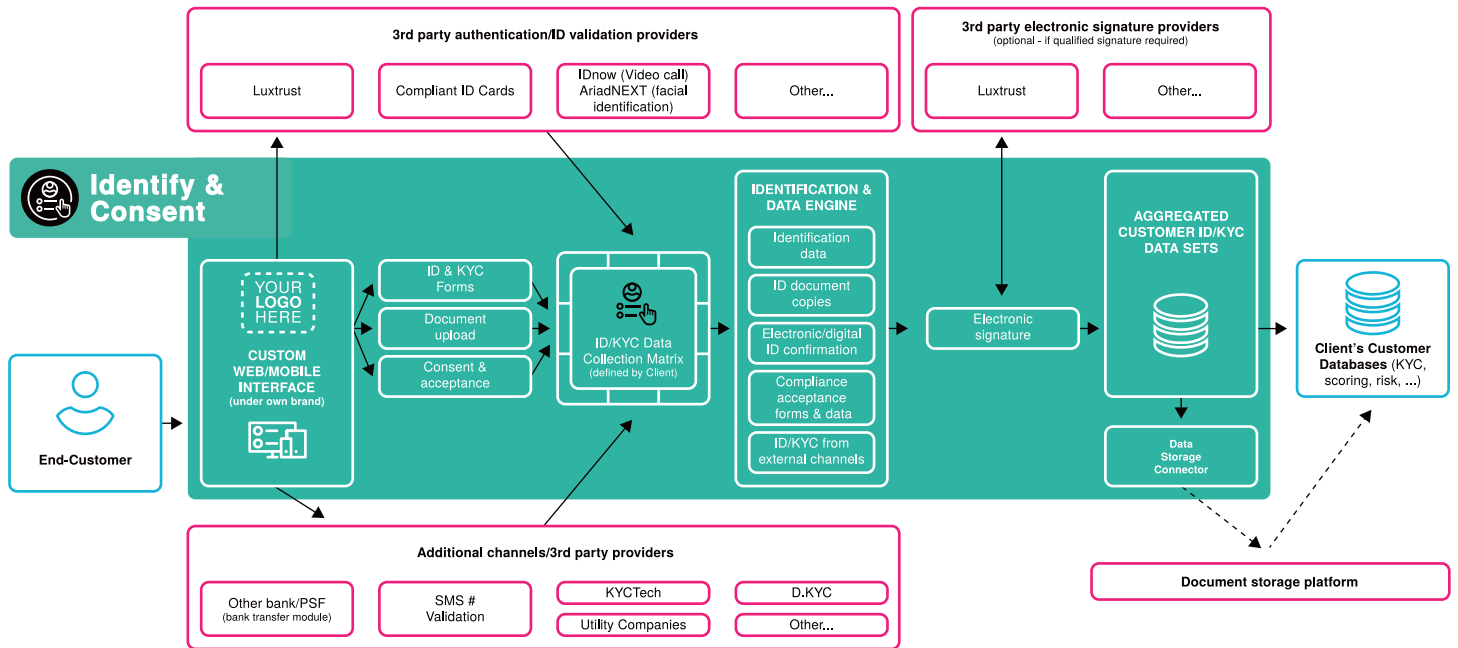 3rd party authentication/ID validation providers
Luxtrust
Compliant ID Cards
IDnow (Video call)
AriadNEXT (facial
identification)
Other...
3rd party electronic signature providers
(optional - if qualified signature required)
Luxtrust
Other...
Identify &
Consent
YOUR
LOGO
HERE
CUSTOM
WEB/MOBILE
INTERFACE
(under own brand)
End-Customer
ID & KYC
Forms
Document
upload
Consent &
acceptance
ID/KYC Data
Collection Matrix
(defined by Client)
IDENTIFICATION &
DATA ENGINE
Identification
data
ID document
copies
Electronic/digital
ID confirmation
Compliance
acceptance
forms & data
ID/KYC from
external channels
Electronic
signature
AGGREGATED
CUSTOMER ID/KYC
DATA SETS
Data
Storage
Connector
Client's Customer
Databases (KYC,
scoring, risk, ...)
Additional channels/3rd party providers
Other bank/PSF
(bank transfer module)
SMS #
Validation
KYCTech
Utility Companies
D.KYC
Other...
Document storage platform